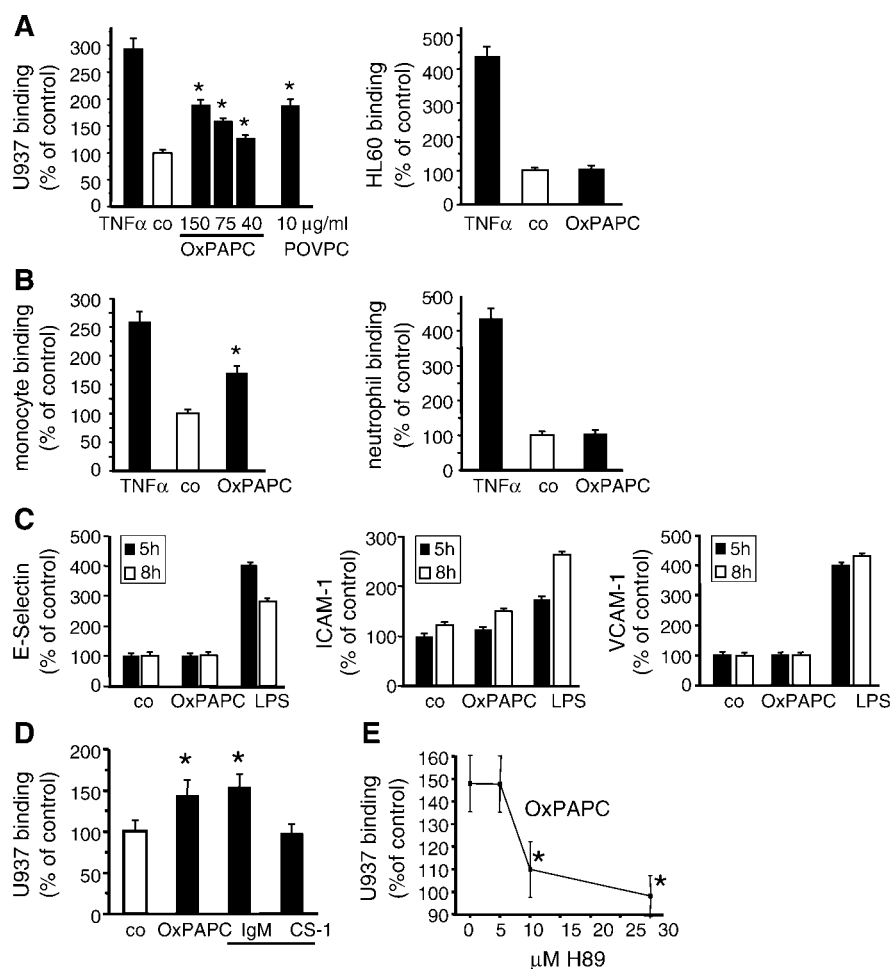 A
U937 binding
(% of control)
300
250
200
150
100
50
0
* * * *
TNFα co 150 75 40 10 μg/ml
OxPAPC POVPC
HL60 binding
(% of control)
500
400
300
200
100
0
TNFα co OxPAPC
B
monocyte binding
(% of control)
300
250
200
150
100
50
0
*
TNFα co OxPAPC
neutrophil binding
(% of control)
500
400
300
200
100
0
TNFα co OxPAPC
C
E-Selectin
(% of control)
500
400
300
200
100
0
5h
8h
co OxPAPC LPS
ICAM-1
(% of control)
300
200
100
0
5h
8h
co OxPAPC LPS
VCAM-1
(% of control)
500
400
300
200
100
0
5h
8h
co OxPAPC LPS
D
U937 binding
(% of control)
200
150
100
50
0
* *
co OxPAPC IgM CS-1
E
U937 binding
(%of control)
160
150
140
130
120
110
100
90
OxPAPC
* *
0 5 10 15 20 25 30
μM H89